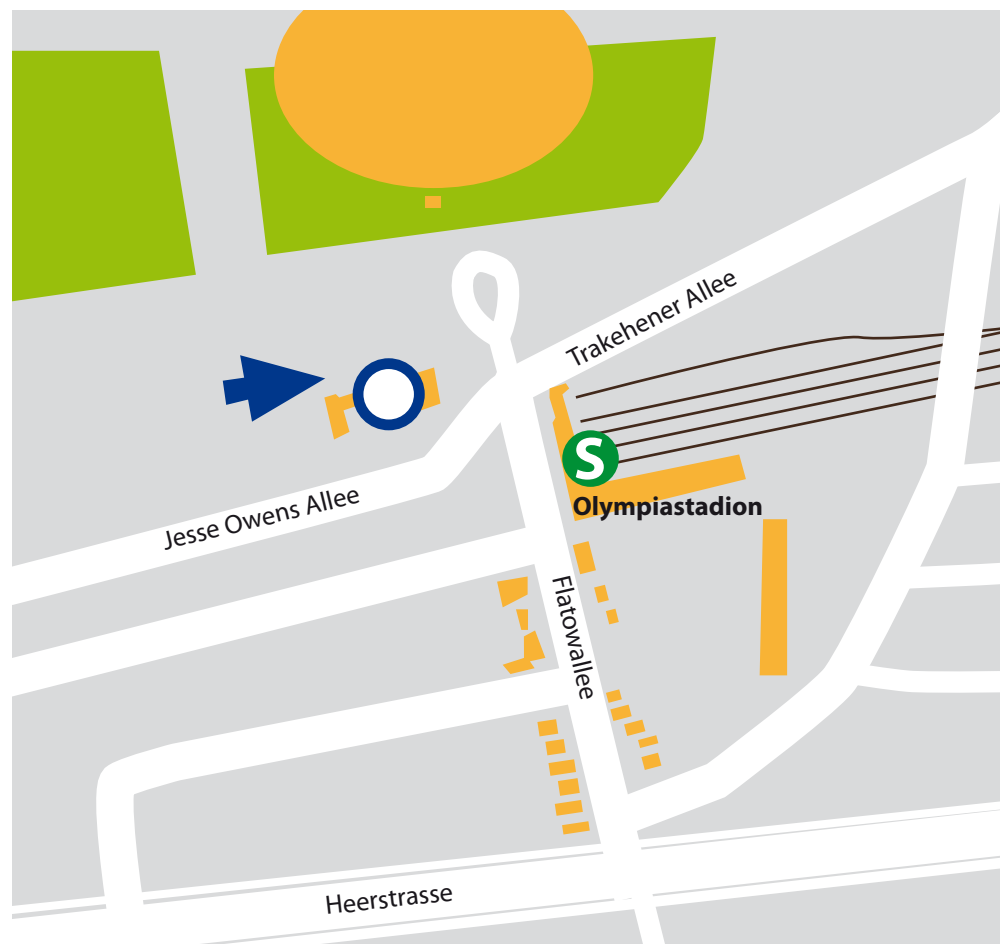 Trakehener Allee
S
Olympiastadion
Jesse Owens Allee
Flatowallee
Heerstrasse